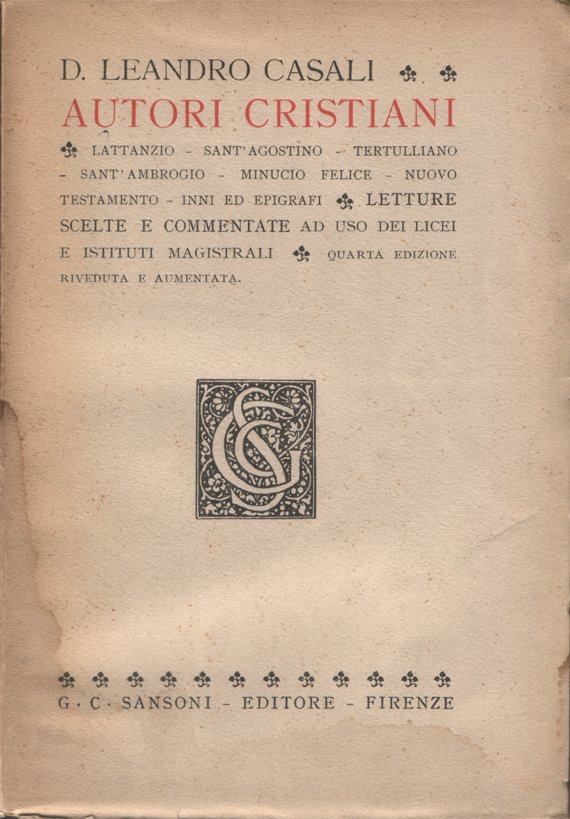 D. LEANDRO CASALI
AUTORI CRISTIANI
LATTANZIO - SANT'AGOSTINO - TERTULLIANO
- SANT'AMBROGIO - MINUCIO FELICE - NUOVO
TESTAMENTO - INNI ED EPIGRAFI LETTURE
SCELTE E COMMENTATE AD USO DEI LICEI
E ISTITUTI MAGISTRALI QUARTA EDIZIONE
RIVEDUTA E AUMENTATA.
GCS
G. C. SANSONI - EDITORE - FIRENZE